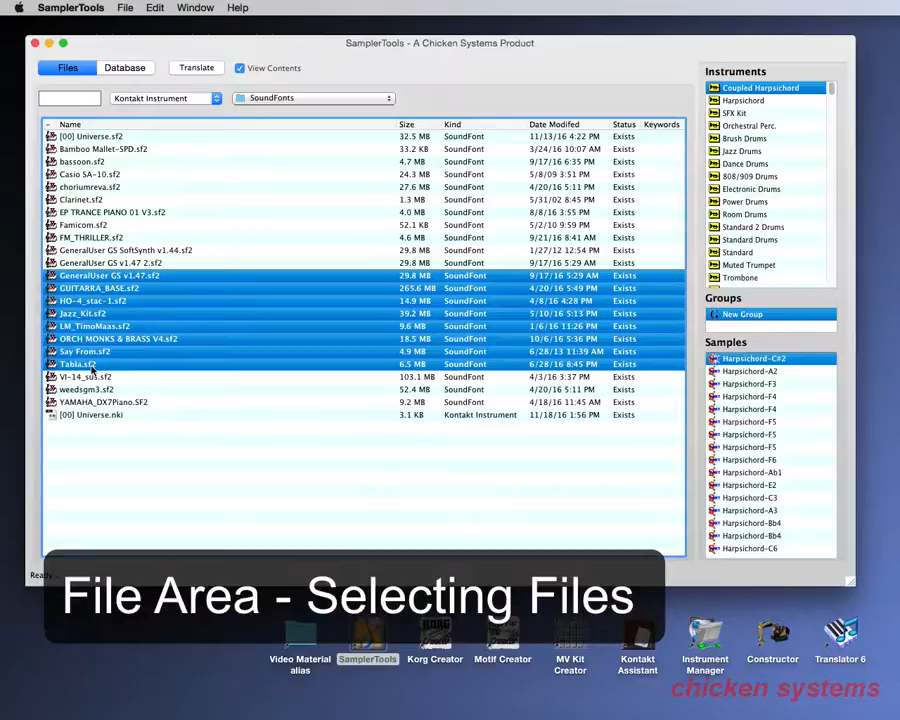 SamplerTools File Edit Window Help
SamplerTools - A Chicken Systems Product
Files Database Translate View Contents
Kontakt Instrument SoundFonts
Name Size Kind Date Modifed Status Keywords
[00] Universe.sf2 32.5 MB SoundFont 11/13/16 4:22 PM Exists
Bamboo Mallet-SPD.sf2 33.2 KB SoundFont 3/24/16 10:07 AM Exists
bassoon.sf2 4.7 MB SoundFont 9/17/16 6:35 PM Exists
Casio SA-10.sf2 24.3 MB SoundFont 5/8/09 3:51 PM Exists
choriumreva.sf2 27.6 MB SoundFont 4/20/16 5:11 PM Exists
Clarinet.sf2 1.3 MB SoundFont 5/31/02 8:45 PM Exists
EP TRANCE PIANO 01 V3.sf2 4.0 MB SoundFont 8/8/16 3:55 PM Exists
Famicom.sf2 52.1 KB SoundFont 5/2/10 9:59 PM Exists
FM_THRILLER.sf2 4.6 MB SoundFont 9/21/16 8:41 AM Exists
GeneralUser GS SoftSynth v1.44.sf2 29.8 MB SoundFont 1/27/12 12:54 PM Exists
GeneralUser GS v1.47 2.sf2 29.8 MB SoundFont 9/17/16 5:29 AM Exists
GeneralUser GS v1.47.sf2 29.8 MB SoundFont 9/17/16 5:29 AM Exists
GUITARRA_BASE.sf2 265.6 MB SoundFont 4/20/16 5:49 PM Exists
HO-4_stac-1.sf2 14.9 MB SoundFont 4/8/16 4:28 PM Exists
Jazz_Kit.sf2 39.2 MB SoundFont 5/10/16 5:13 PM Exists
LM_TimoMaas.sf2 9.6 MB SoundFont 1/6/16 11:26 PM Exists
ORCH MONKS & BRASS V4.sf2 18.5 MB SoundFont 10/6/16 5:36 PM Exists
Say From.sf2 4.9 MB SoundFont 6/28/13 11:39 AM Exists
Tabla.sf2 6.5 MB SoundFont 6/28/16 8:45 PM Exists
VI-14_sus.sf2 103.1 MB SoundFont 4/3/16 3:37 PM Exists
weedsgm3.sf2 52.4 MB SoundFont 4/20/16 5:11 PM Exists
YAMAHA_DX7Piano.SF2 9.2 MB SoundFont 4/18/16 11:45 AM Exists
[00] Universe.nki 3.1 KB Kontakt Instrument 11/18/16 1:56 PM Exists
Instruments
Coupled Harpsichord
Harpsichord
SFX Kit
Orchestral Perc.
Brush Drums
Jazz Drums
Dance Drums
808/909 Drums
Electronic Drums
Power Drums
Room Drums
Standard 2 Drums
Standard Drums
Standard
Muted Trumpet
Trombone
Groups
New Group
Samples
Harpsichord-C#2
Harpsichord-A2
Harpsichord-F3
Harpsichord-F4
Harpsichord-F4
Harpsichord-F5
Harpsichord-F5
Harpsichord-F5
Harpsichord-F6
Harpsichord-Ab1
Harpsichord-E2
Harpsichord-C3
Harpsichord-A3
Harpsichord-Bb4
Harpsichord-Bb4
Harpsichord-C6
Ready
File Area - Selecting Files
KORG
Video Material alias
SamplerTools
Korg Creator
Motif Creator
MV Kit Creator
Kontakt Assistant
Instrument Manager
Constructor
Translator 6
chicken systems